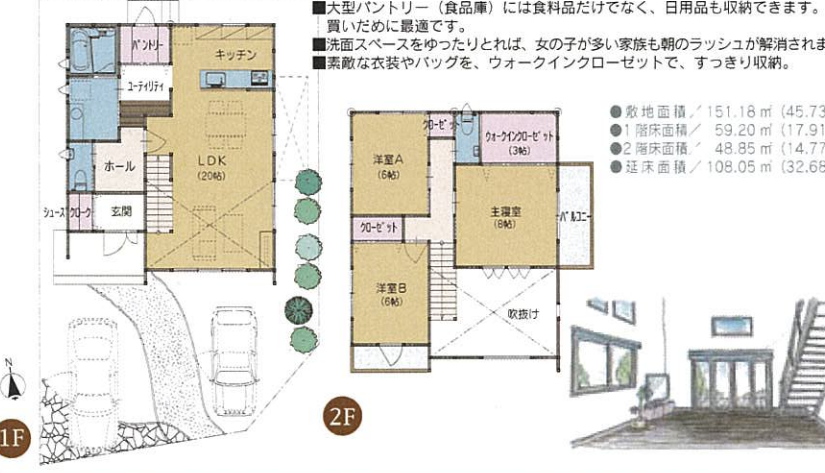 ■大型パントリー（食品庫）には食料品だけでなく、日用品も収納できます。
買いだめに最適です。
■洗面スペースをゆったりとれば、女の子が多い家族も朝のラッシュが解消されま
■素敵な衣装やバッグを、ウォークインクローゼットで、すっきり収納。
●敷地面積／151.18㎡（45.73
●1階床面積／59.20㎡（17.91
●2階床面積／48.85㎡（14.77
●延床面積／108.05㎡（32.68
パントリー
キッチン
ユーティリティ
ホール
LDK
（20帖）
シューズクローク
玄関
N
1F
クローゼット
ウォークインクローゼット
（3帖）
洋室A
（6帖）
主寝室
（8帖）
バルコニー
クローゼット
洋室B
（6帖）
吹抜け
2F